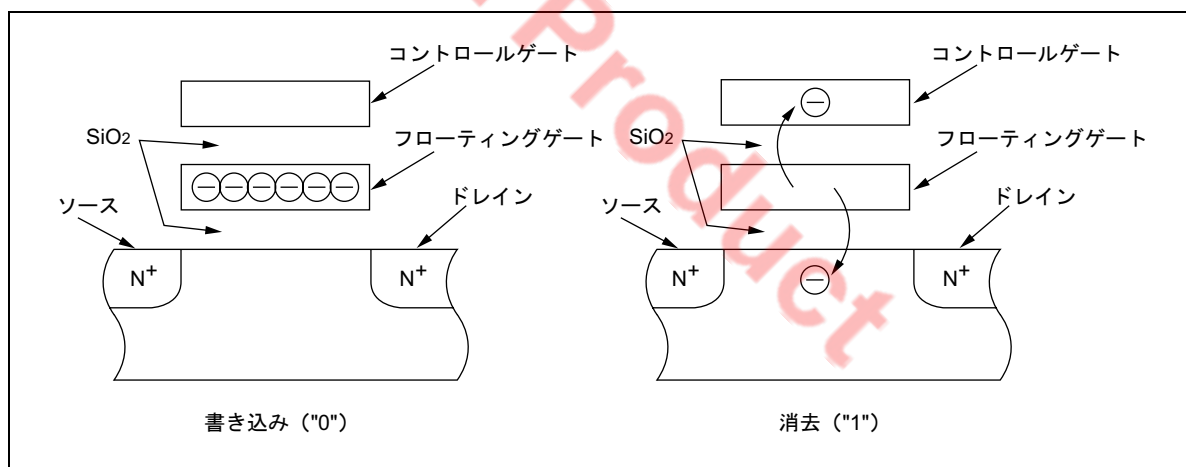 コントロールゲート
SiO2
フローティングゲート
ソース
ドレイン
N+
N+
書き込み ("0")
コントロールゲート
SiO2
フローティングゲート
ソース
ドレイン
N+
N+
消去 ("1")
Product